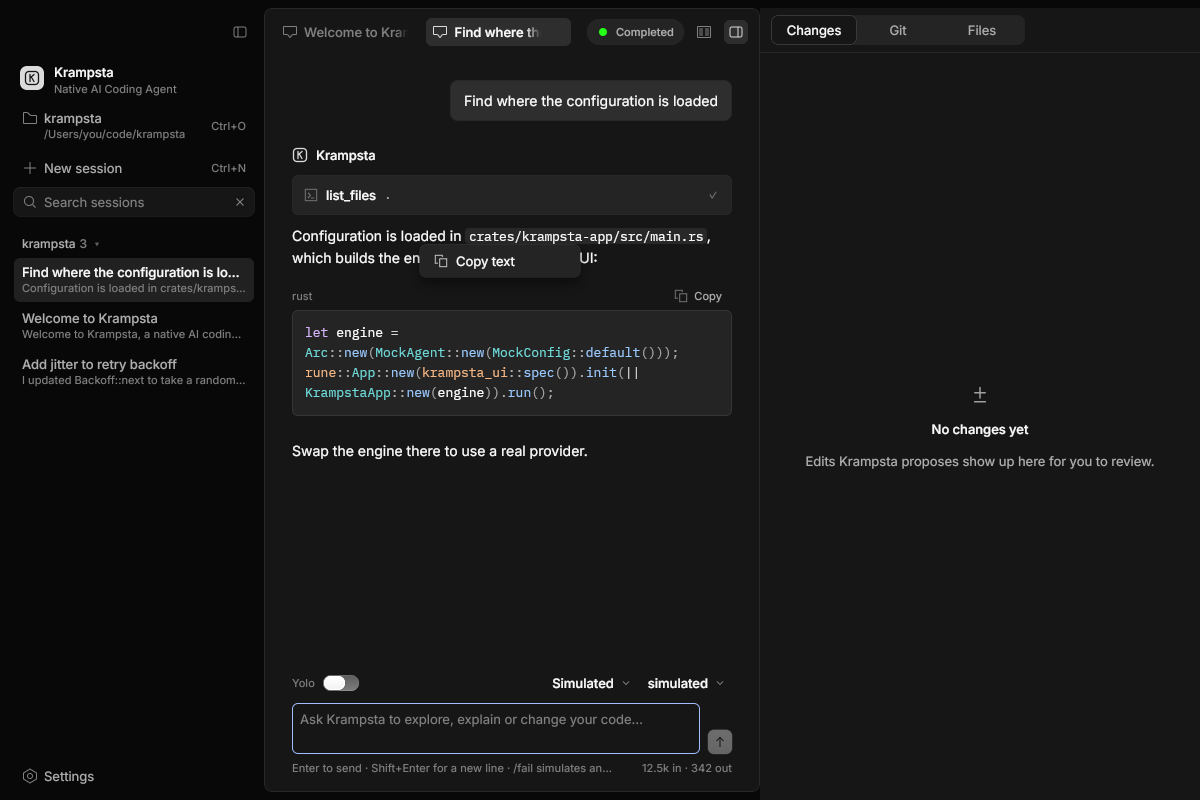 Krampsta
Native AI Coding Agent
krampsta
/Users/you/code/krampsta
Ctrl+O
New session
Ctrl+N
Search sessions
krampsta 3
Find where the configuration is lo...
Configuration is loaded in crates/kramps...
Welcome to Krampsta
Welcome to Krampsta, a native AI codin...
Add jitter to retry backoff
I updated Backoff::next to take a random...
Settings
Welcome to Krar
Find where th
Completed
Find where the configuration is loaded
Krampsta
list_files .
Configuration is loaded in crates/krampsta-app/src/main.rs,
which builds the en
UI:
Copy text
rust
Copy
let engine =
Arc::new(MockAgent::new(MockConfig::default()));
rune::App::new(krampsta_ui::spec()).init(||
KrampstaApp::new(engine)).run();
Swap the engine there to use a real provider.
Yolo
Simulated
simulated
Ask Krampsta to explore, explain or change your code...
Enter to send · Shift+Enter for a new line · /fail simulates an...
12.5k in · 342 out
Changes
Git
Files
No changes yet
Edits Krampsta proposes show up here for you to review.